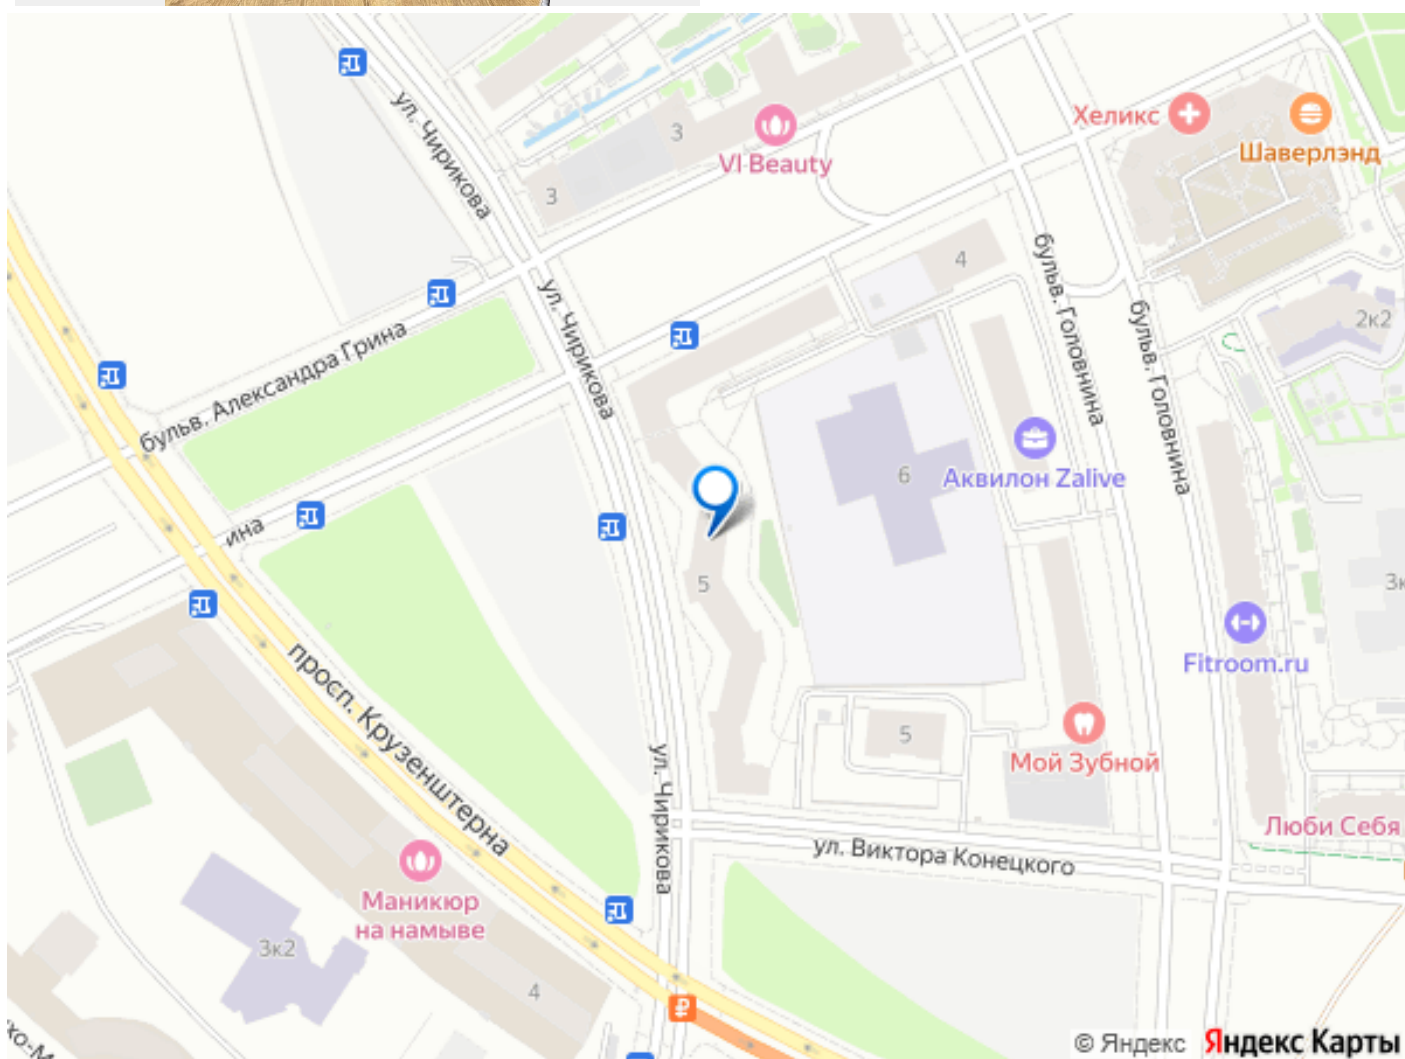 ул. Чирикова
3
VI Beauty
Хеликс
Шаверлэнд
3
бульв. Александра Грина
ул. Чирикова
4
бульв. Головнина
бульв. Головнина
2к2
6
Аквилон Zalive
ина
5
Fitroom.ru
просп. Крузенштерна
5
Мой Зубной
ул. Чирикова
Люби Себя
ул. Виктора Конецкого
Маникюр
на намыве
3к2
4
₽
© Яндекс Яндекс Карты